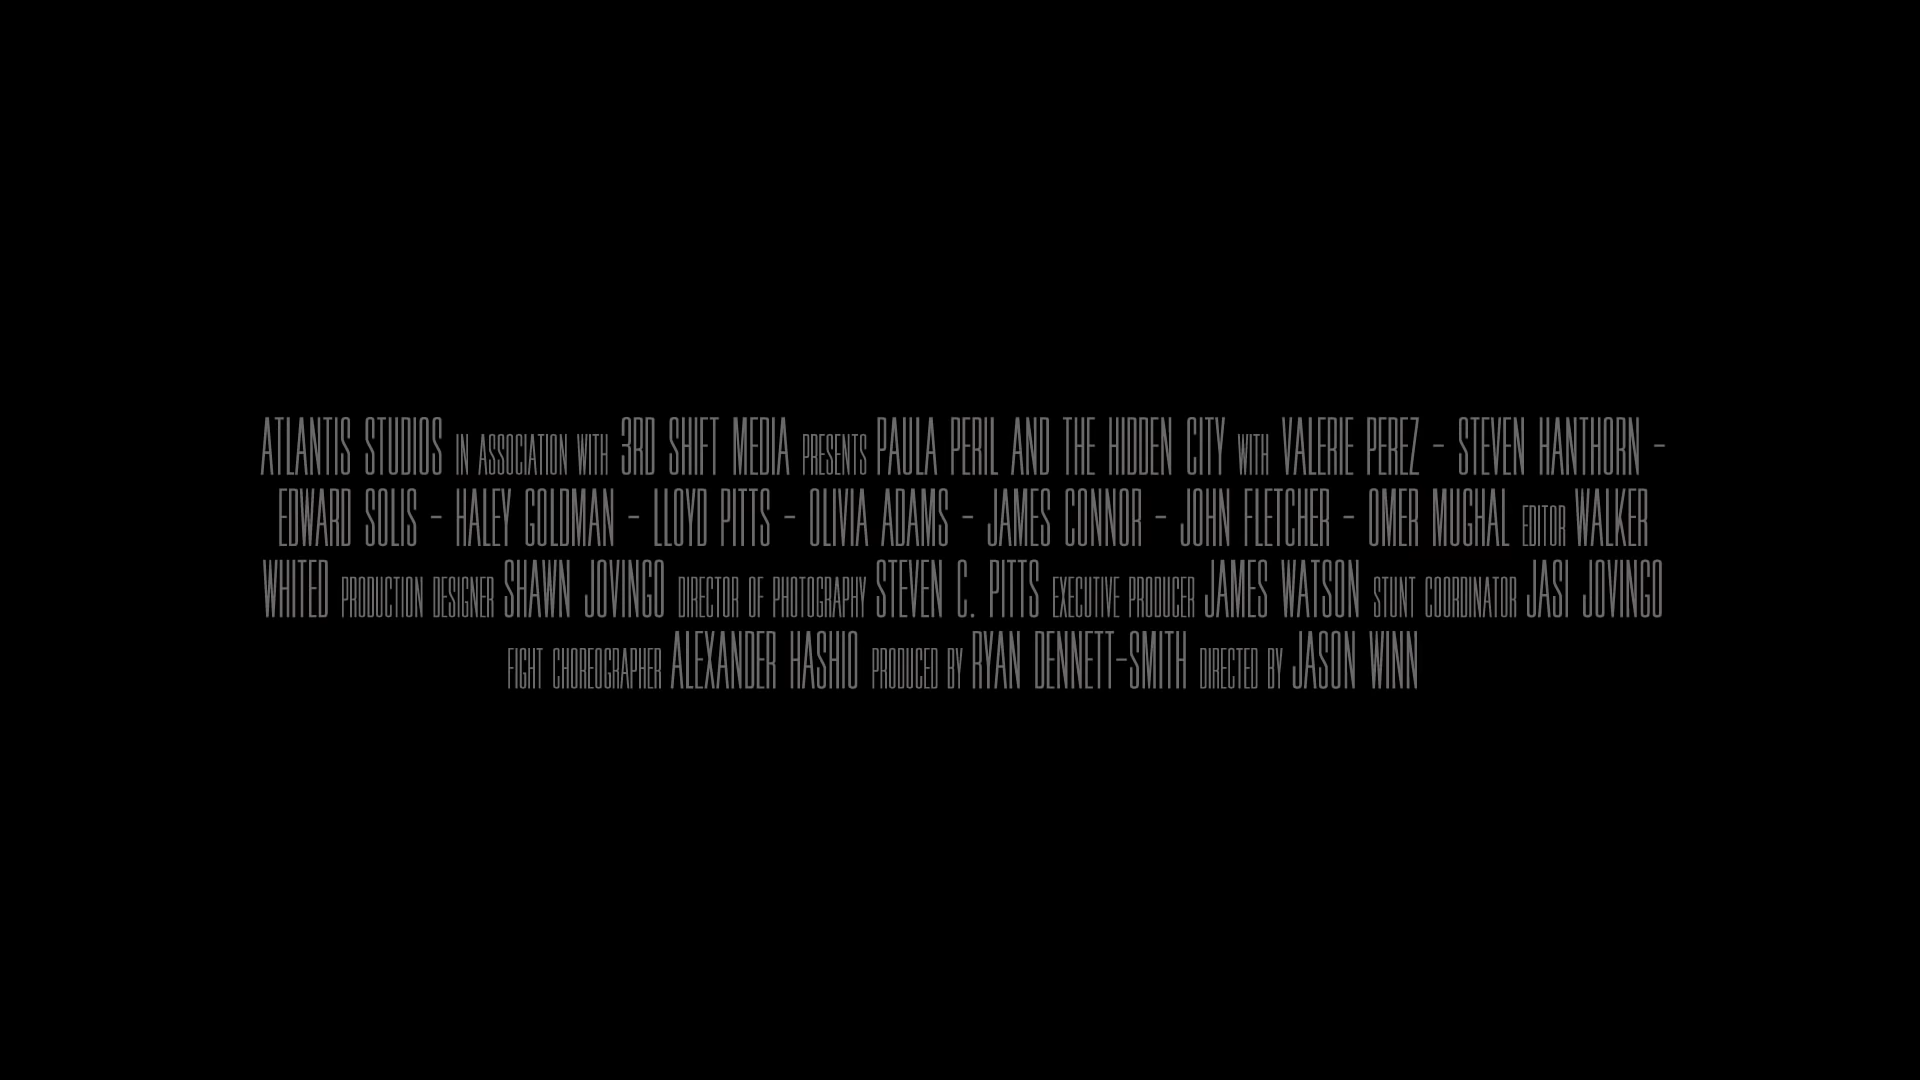 ATLANTIS STUDIOS IN ASSOCIATION WITH 3RD SHIFT MEDIA PRESENTS PAULA PERIL AND THE HIDDEN CITY WITH VALERIE PEREZ - STEVEN HANTHORN -
EDWARD SOLIS - HALEY GOLDMAN - LLOYD PITTS - OLIVIA ADAMS - JAMES CONNOR - JOHN FLETCHER - OMER MUGHAL EDITOR WALKER
WHITED PRODUCTION DESIGNER SHAWN JOVINGO DIRECTOR OF PHOTOGRAPHY STEVEN C. PITTS EXECUTIVE PRODUCER JAMES WATSON STUNT COORDINATOR JASI JOVINGO
FIGHT CHOREOGRAPHER ALEXANDER HASHIO PRODUCED BY RYAN DENNETT-SMITH DIRECTED BY JASON WINN